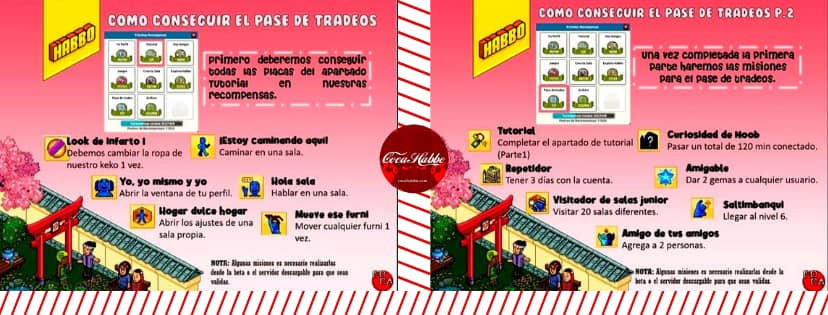 HABBO
COMO CONSEGUIR EL PASE DE TRADEOS
Primero deberemos conseguir
todas las placas del apartado
tutorial en nuestras
recompensas.
Look de infarto I
Debemos cambiar la ropa de
nuestro keko 1 vez.
¡Estoy caminando aquí!
Caminar en una sala.
Yo, yo mismo y yo
Abrir la ventana de tu perfil.
Hola sala
Hablar en una sala.
Hogar dulce hogar
Abrir los ajustes de una
sala propia.
Mueve ese furni
Mover cualquier furni 1
vez.
NOTA: Algunas misiones es necesario realizarlas
desde la beta o el servidor descargable para que sean
validas.
Coca-Habbo
HABBO
COMO CONSEGUIR EL PASE DE TRADEOS P.2
Una vez completada la primera
parte haremos las misiones
para el pase de tradeos.
Tutorial
Completar el apartado de tutorial
(Parte1)
Curiosidad de Noob
Pasar un total de 120 min conectado.
Repetidor
Tener 3 días con la cuenta.
Amigable
Dar 2 gemas a cualquier usuario.
Visitador de salas junior
Visitar 20 salas diferentes.
Saltimbanqui
Llegar al nivel 6.
Amigo de tus amigos
Agrega a 2 personas.
NOTA: Algunas misiones es necesario realizarlas desde la
beta o el servidor descargable para que sean validas.